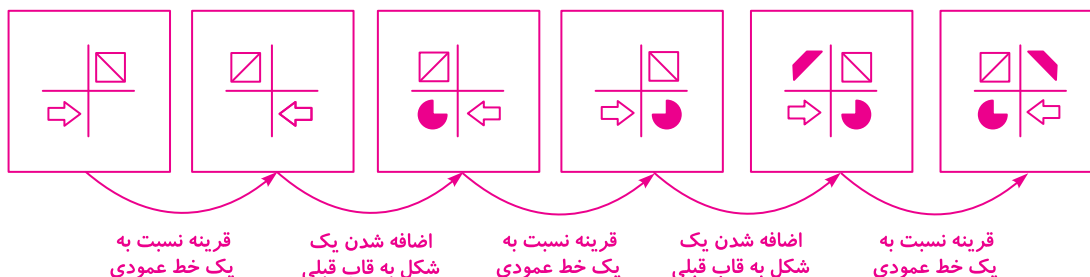 قرینه نسبت به
یک خط عمودی
اضافه شدن یک
شکل به قاب قبلی
قرینه نسبت به
یک خط عمودی
اضافه شدن یک
شکل به قاب قبلی
قرینه نسبت به
یک خط عمودی